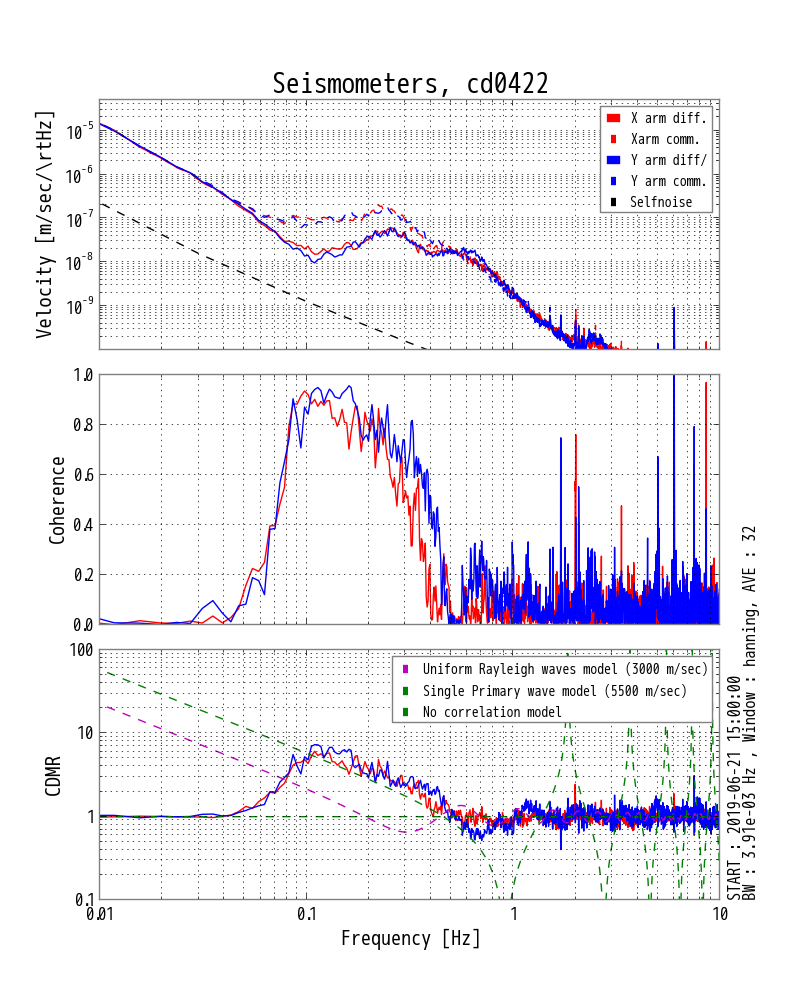 Seismometers, cd0422
Velocity [m/sec/\rtHz]
10^-5
10^-6
10^-7
10^-8
10^-9
X arm diff.
Xarm comm.
Y arm diff/
Y arm comm.
Selfnoise
Coherence
1.0
0.8
0.6
0.4
0.2
0.0
CDMR
100
10
1
0.1
Uniform Rayleigh waves model (3000 m/sec)
Single Primary wave model (5500 m/sec)
No correlation model
0.01
0.1
1
10
Frequency [Hz]
START : 2019-06-21 15:00:00
BW : 3.91e-03 Hz , Window : hanning, AVE : 32